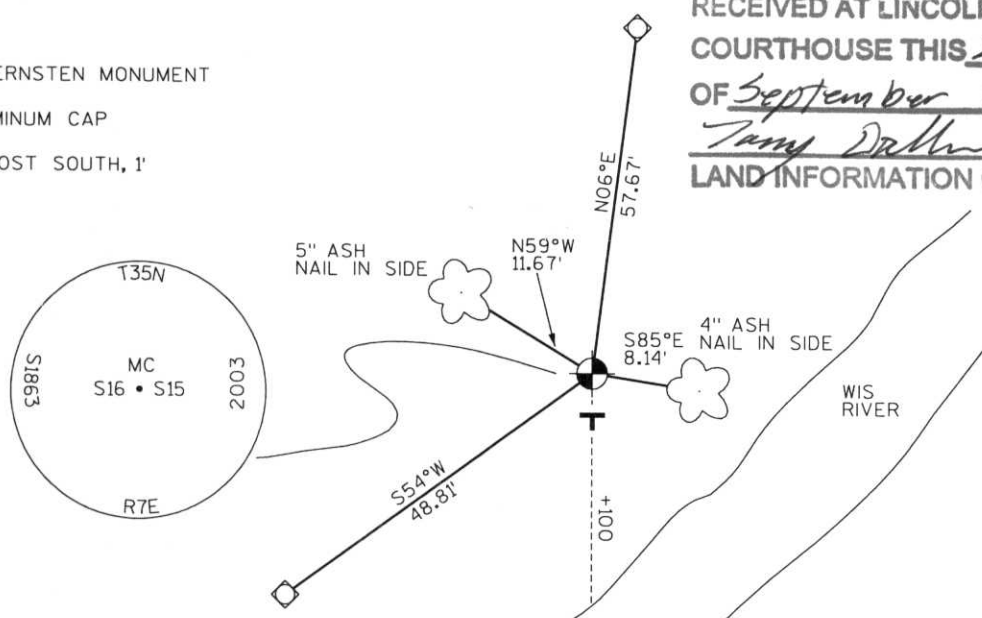 RECEIVED AT LINCOL
COURTHOUSE THIS
OF September
LAND INFORMATION
ERNSTEN MONUMENT
MINUM CAP
OST SOUTH, 1'
N06°E
57.67'
5" ASH
NAIL IN SIDE
N59°W
11.67'
S85°E
8.14'
4" ASH
NAIL IN SIDE
WIS
RIVER
T35N
S1863
MC
S16 • S15
2003
R7E
S54°W
48.81'
T
+100